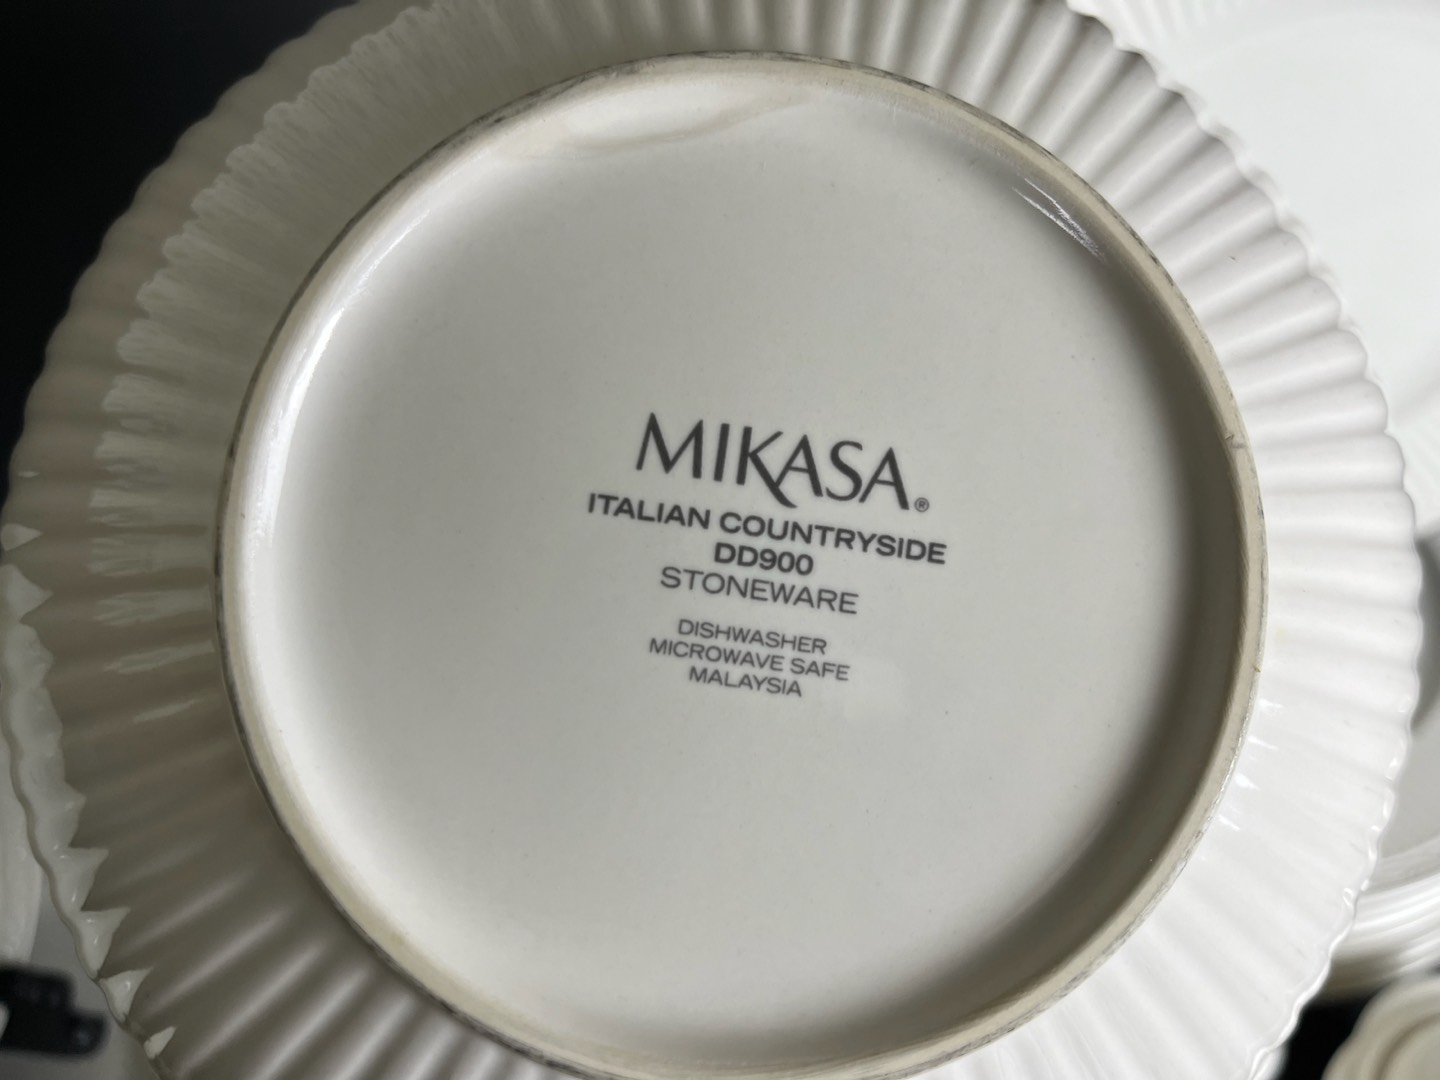 MIKASA®
ITALIAN COUNTRYSIDE
DD900
STONEWARE
DISHWASHER
MICROWAVE SAFE
MALAYSIA